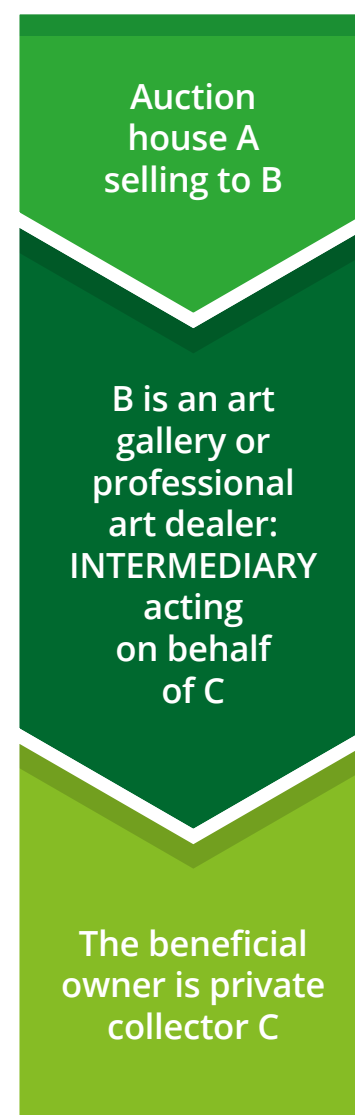 Auction
house A
selling to B
B is an art
gallery or
professional
art dealer:
INTERMEDIARY
acting
on behalf
of C
The beneficial
owner is private
collector C